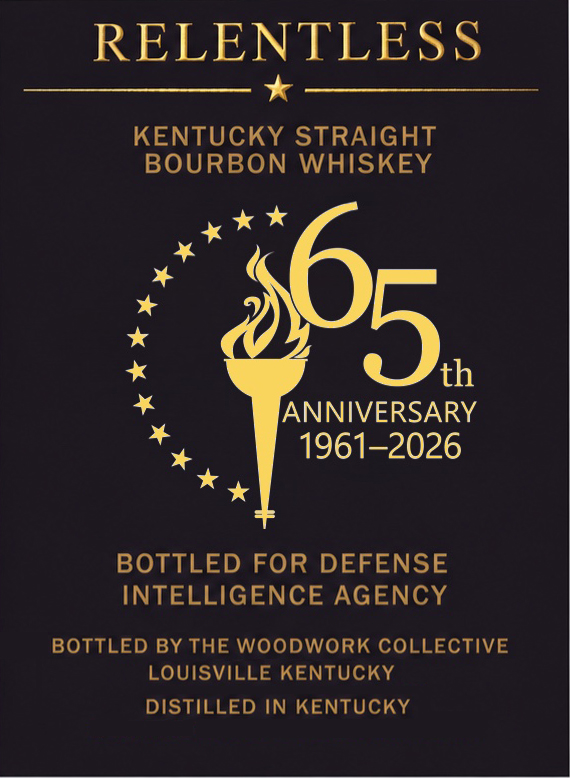 RELENTLESS
KENTUCKY STRAIGHT
BOURBON WHISKEY
65th
ANNIVERSARY
1961–2026
BOTTLED FOR DEFENSE
INTELLIGENCE AGENCY
BOTTLED BY THE WOODWORK COLLECTIVE
LOUISVILLE KENTUCKY
DISTILLED IN KENTUCKY